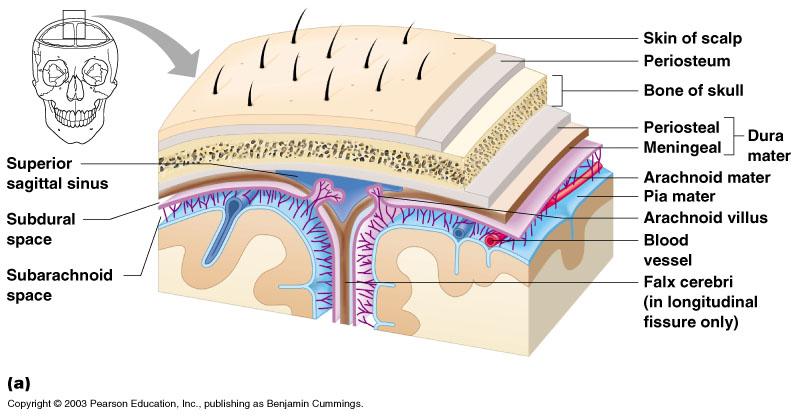 Skin of scalp
Periosteum
Bone of skull
Periosteal
Meningeal
Dura
mater
Superior
sagittal sinus
Arachnoid mater
Pia mater
Subdural
space
Arachnoid villus
Blood
vessel
Subarachnoid
space
Falx cerebri
(in longitudinal
fissure only)
(a)
Copyright © 2003 Pearson Education, Inc., publishing as Benjamin Cummings.